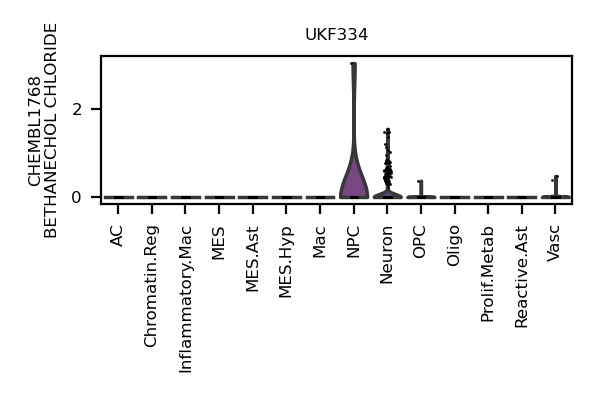 UKF334
CHEMBL1768
BETHANECHOL CHLORIDE
2
0
AC
Chromatin.Reg
Inflammatory.Mac
MES
MES.Ast
MES.Hyp
Mac
NPC
Neuron
OPC
Oligo
Prolif.Metab
Reactive.Ast
Vasc